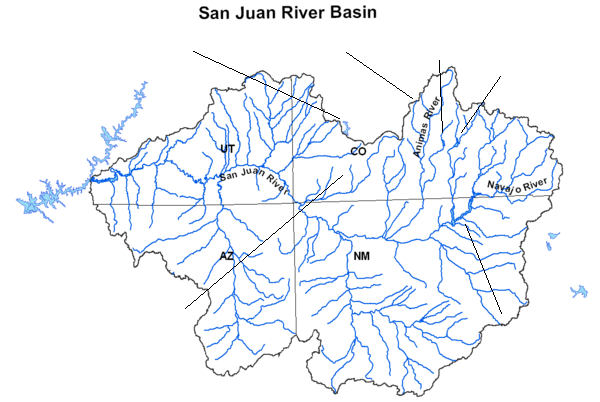 San Juan River Basin
Animas River
UT
CO
San Juan River
Navajo River
AZ
NM